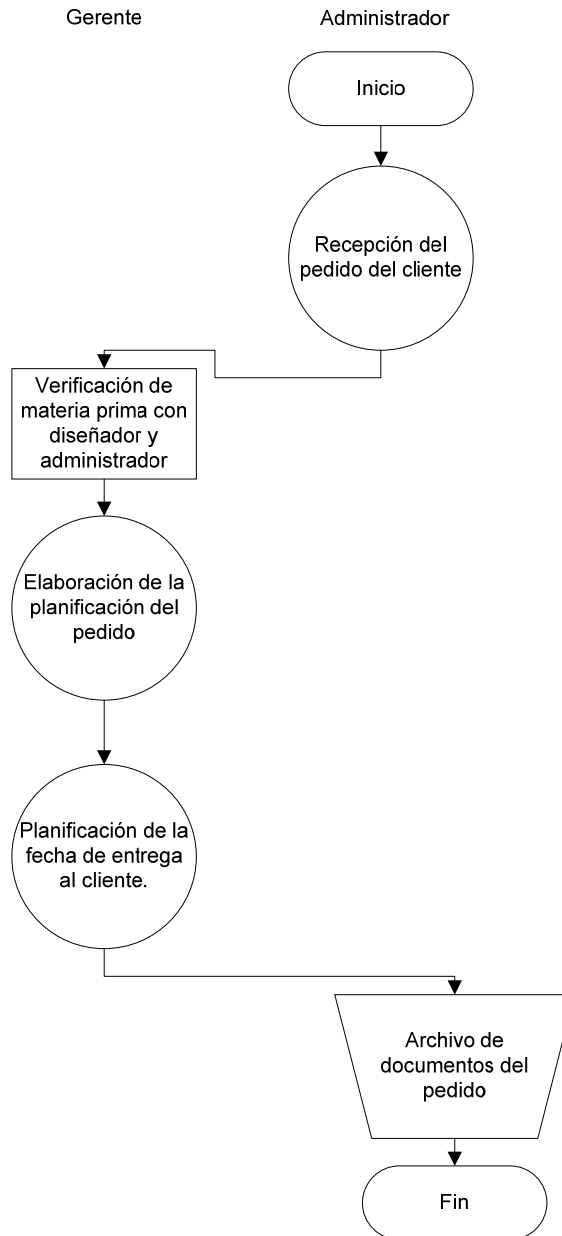 Gerente
Administrador
Inicio
Recepción del
pedido del cliente
Verificación de
materia prima con
diseñador y
administrador
Elaboración de la
planificación del
pedido
Planificación de la
fecha de entrega
al cliente.
Archivo de
documentos del
pedido
Fin